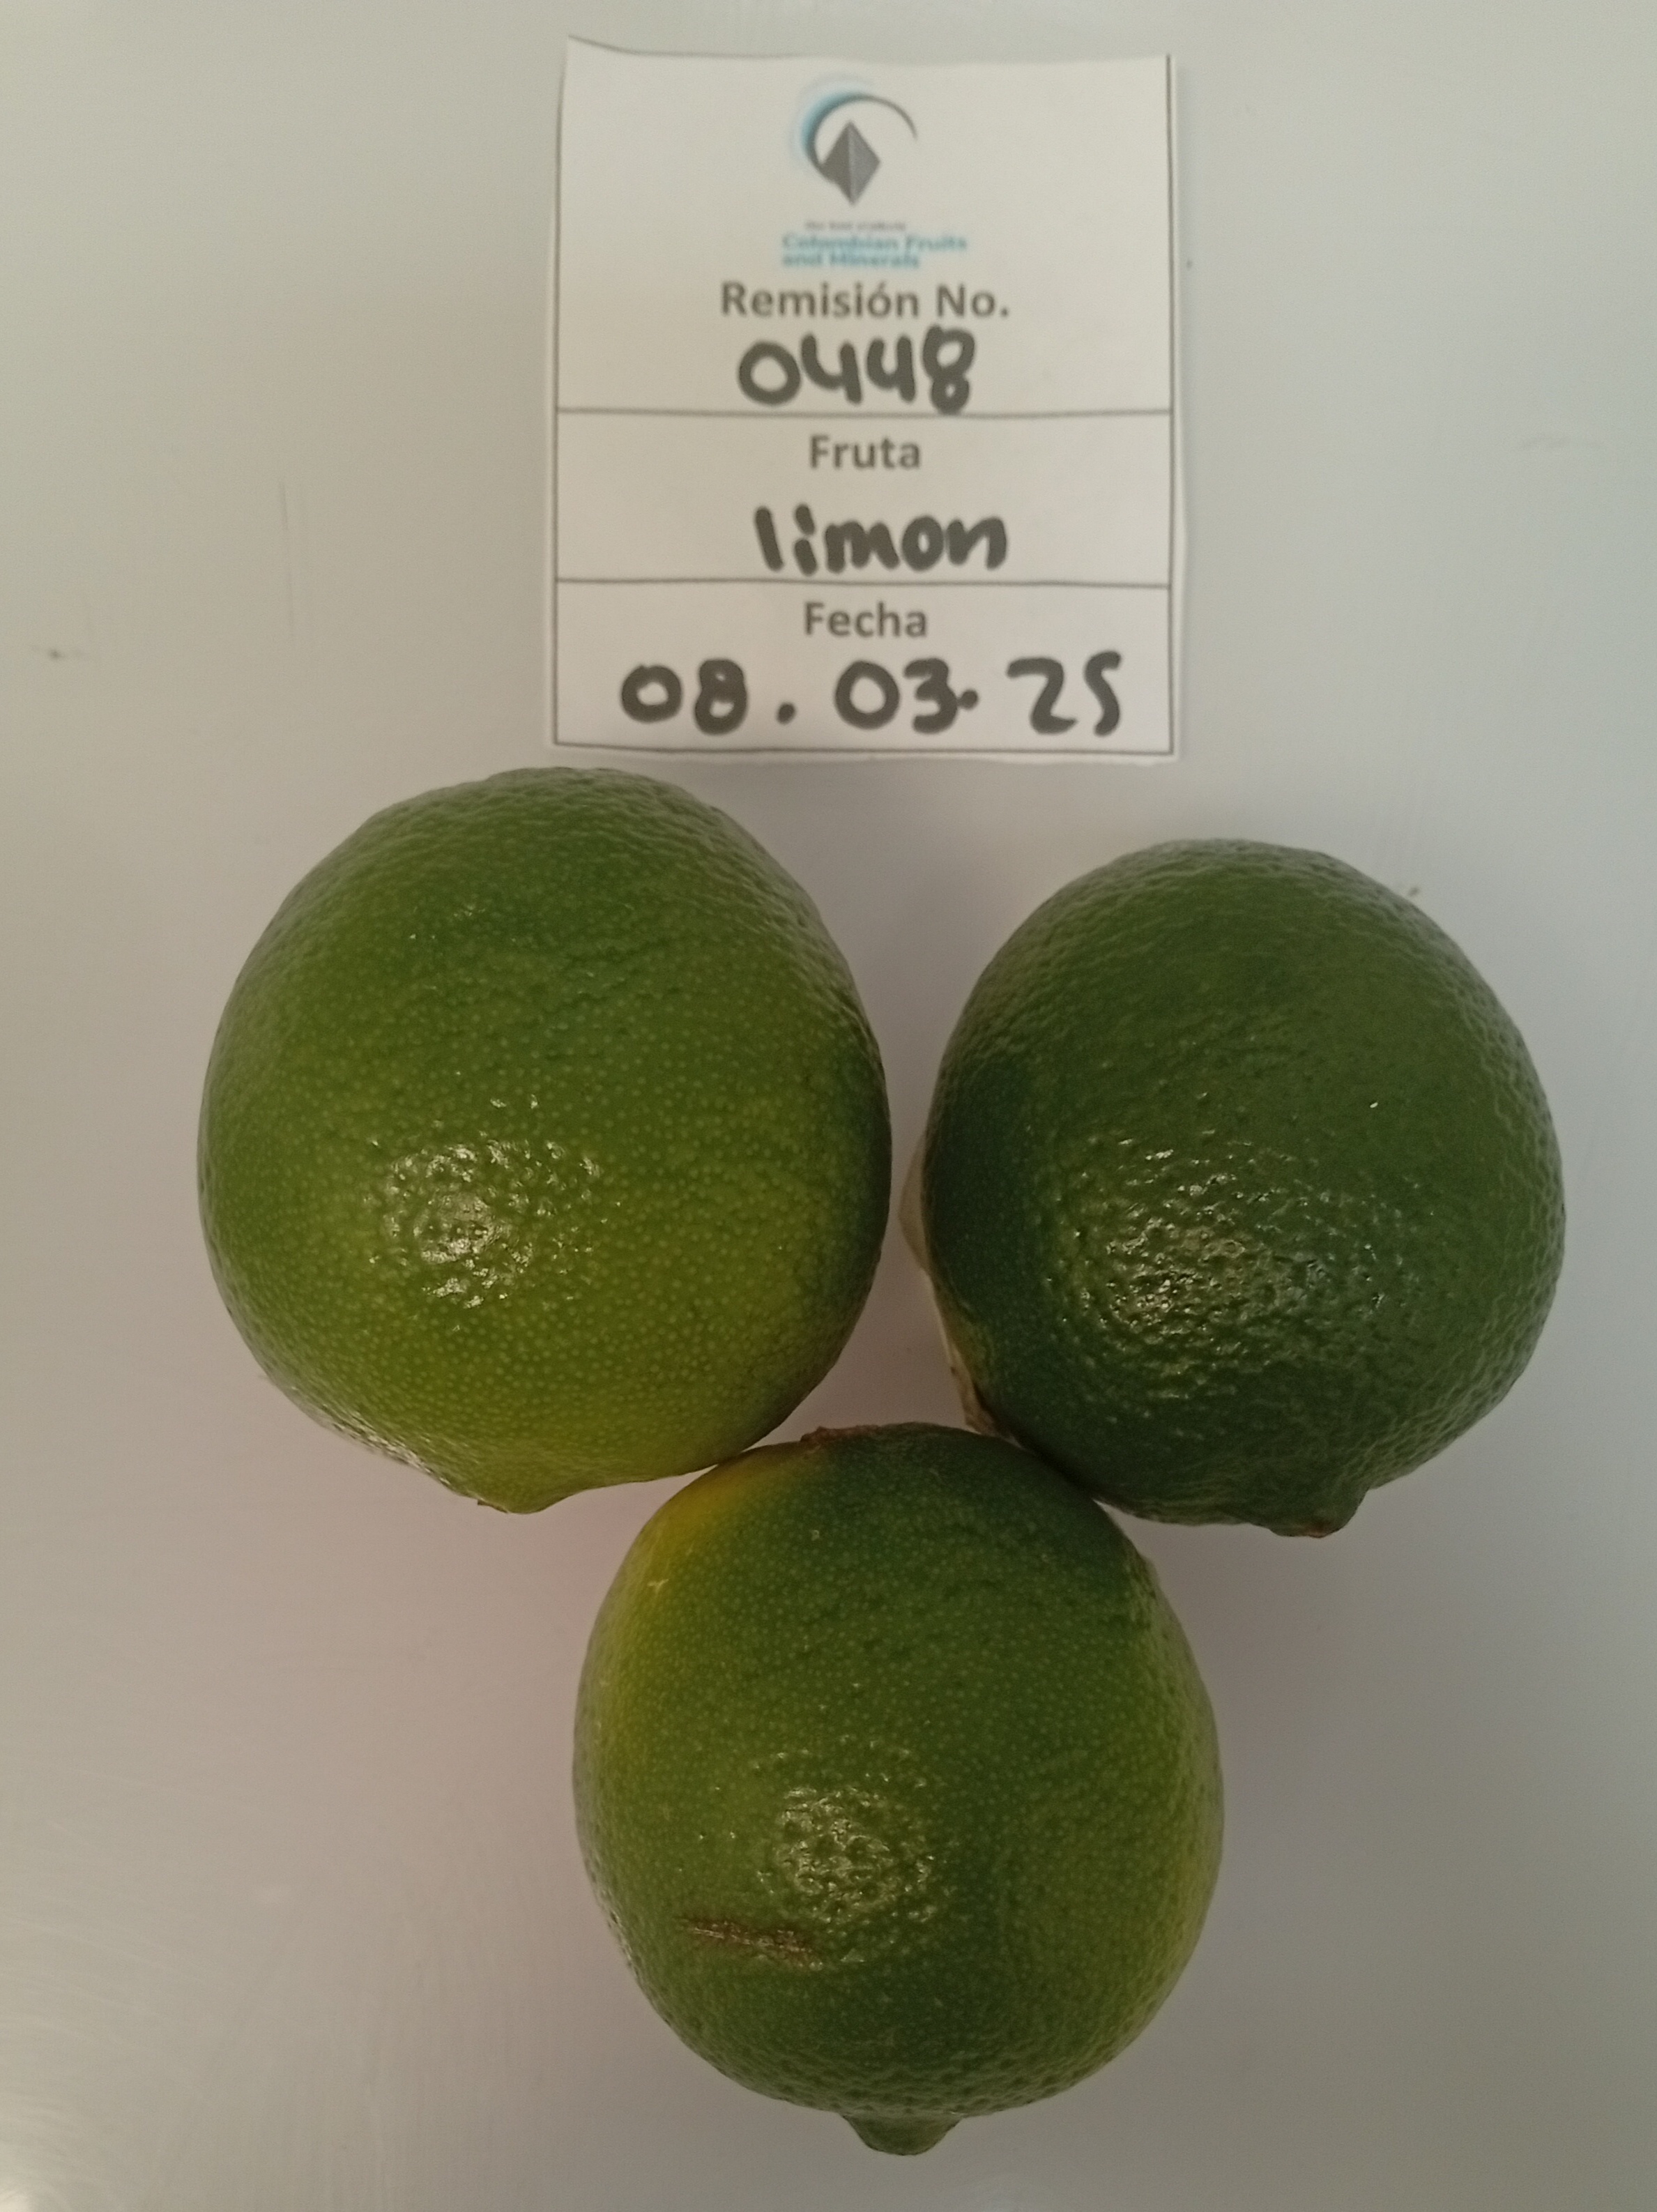 Colombian Fruits
and Minerals
Remisión No.
0448
Fruta
limon
Fecha
08.03.25